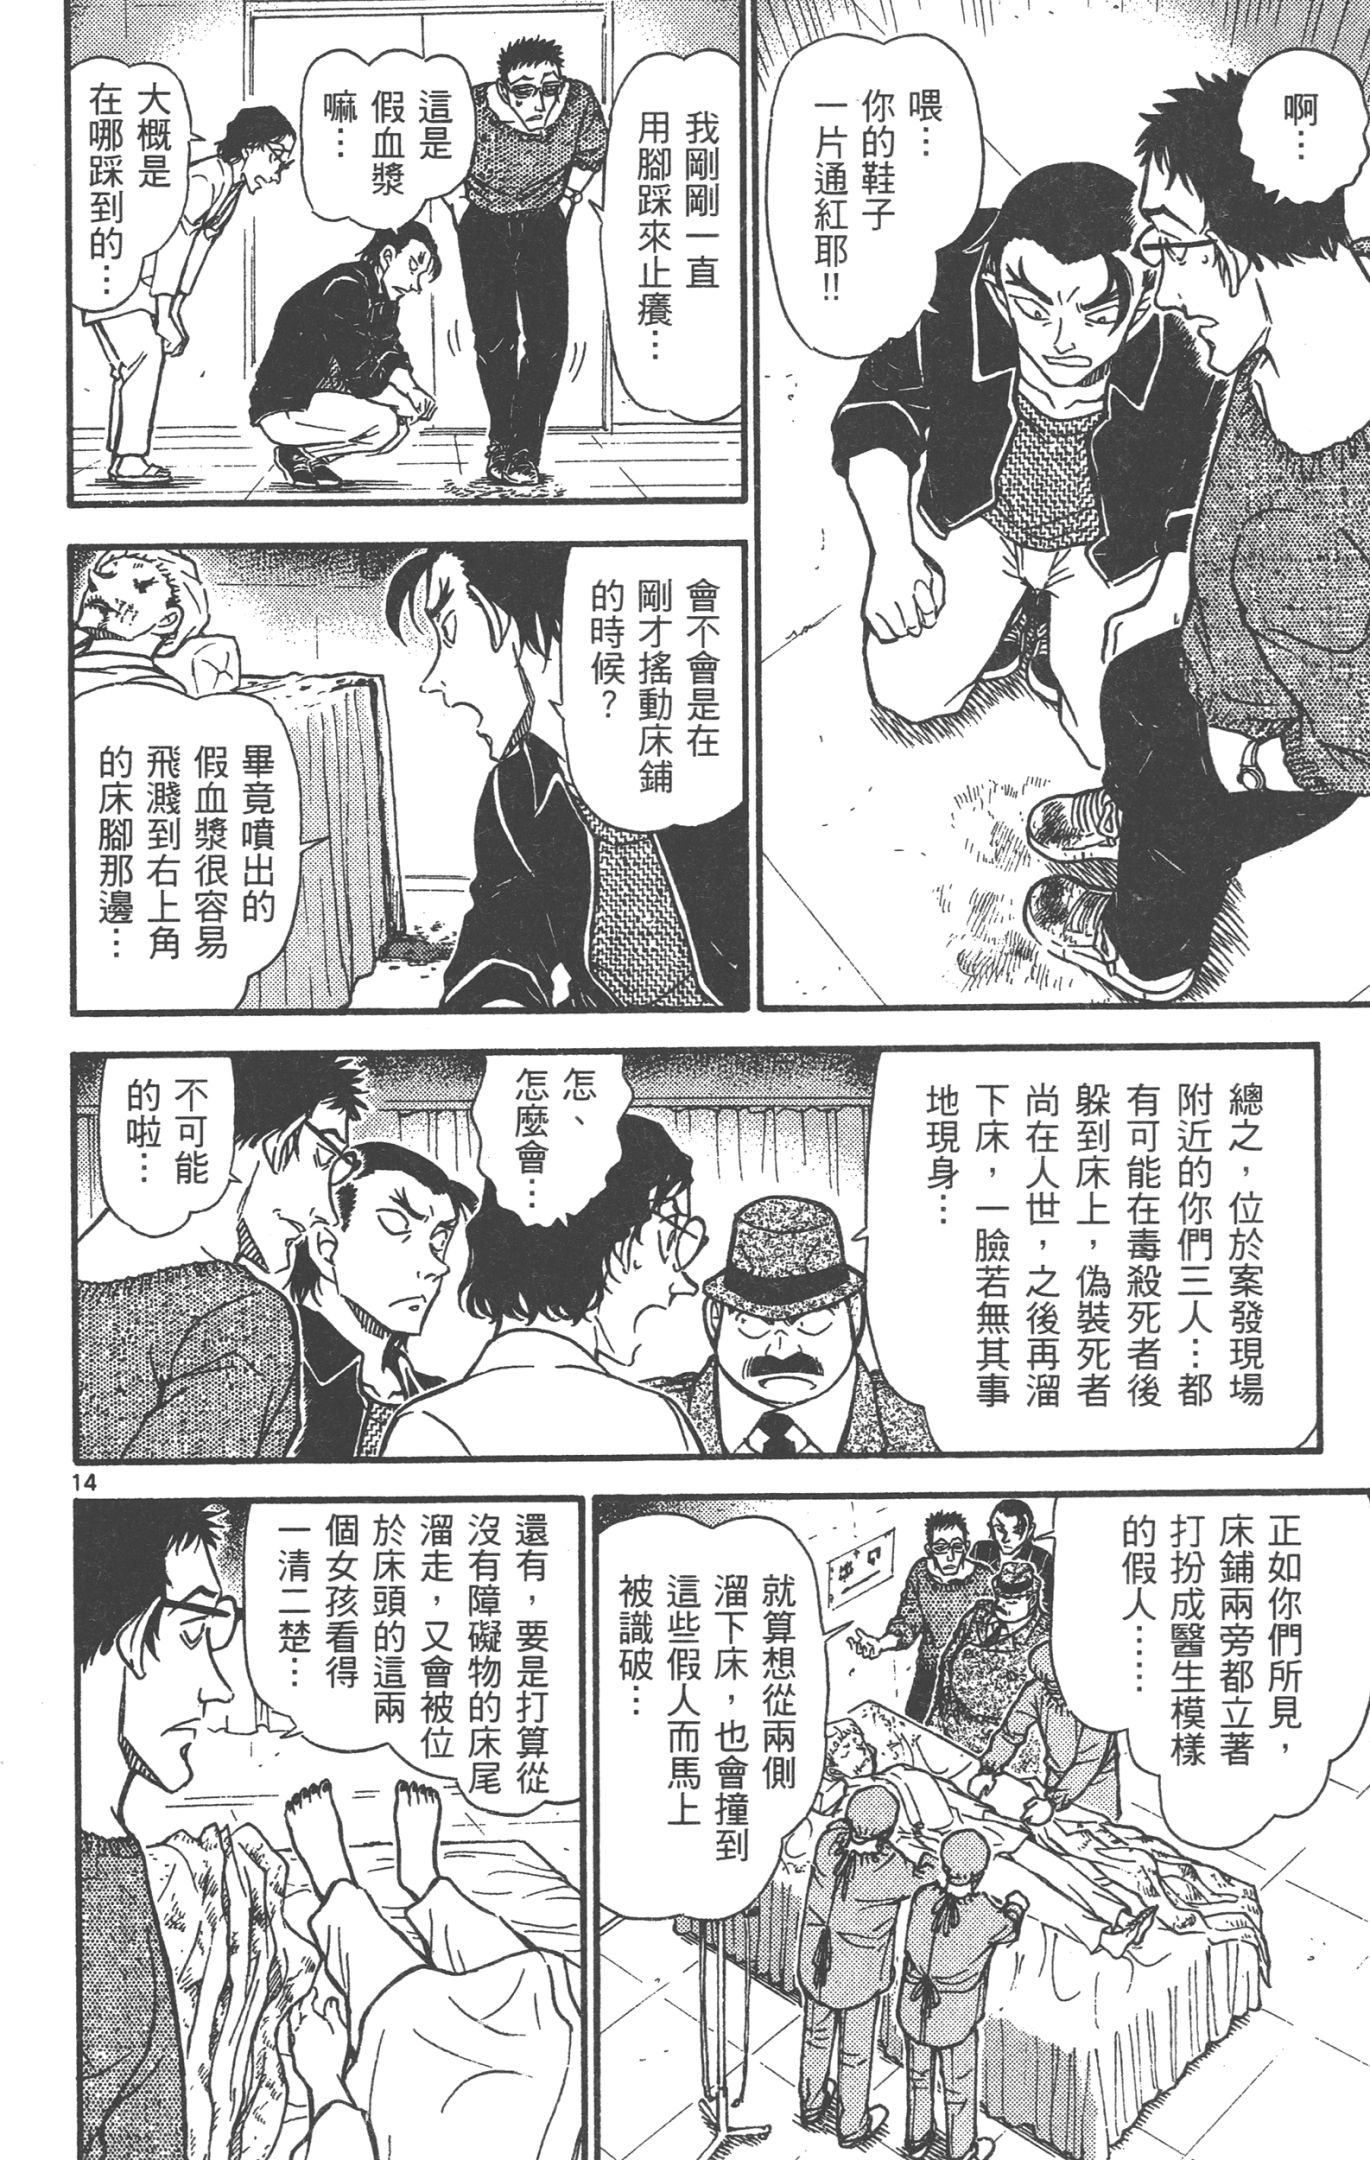 啊…
喂…
你的鞋子
一片通紅耶!!
我剛剛一直
用腳踩來止癢…
這是
假血漿
嘛…
大概是
在哪踩到的…
會不會是在
剛才搖動床鋪
的時候？
畢竟噴出的
假血漿很容易
飛濺到右上角
的床腳那邊…
總之，位於案發現場
附近的你們三人…都
有可能在毒殺死者後
躲到床上，偽裝死者
尚在人世，之後再溜
下床，一臉若無其事
地現身…
怎、
怎麼會…
不可能
的啦…
14
正如你們所見，
床鋪兩旁都立著
打扮成醫生模樣
的假人……
就算想從兩側
溜下床，也會撞到
這些假人而馬上
被識破…
還有，要是打算從
沒有障礙物的床尾
溜走，又會被位
於床頭的這兩
個女孩看得
一清二楚…